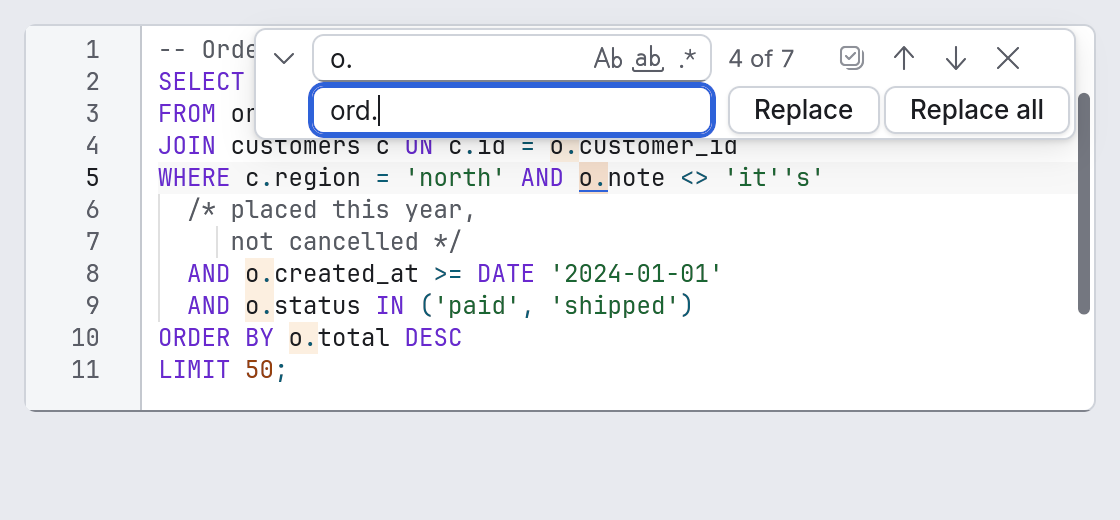 o. Ab ab .* 4 of 7
ord. Replace Replace all
1 -- Orde
2 SELECT
3 FROM or
4 JOIN customers c ON c.id = o.customer_id
5 WHERE c.region = 'north' AND o.note <> 'it''s'
6 /* placed this year,
7 not cancelled */
8 AND o.created_at >= DATE '2024-01-01'
9 AND o.status IN ('paid', 'shipped')
10 ORDER BY o.total DESC
11 LIMIT 50;